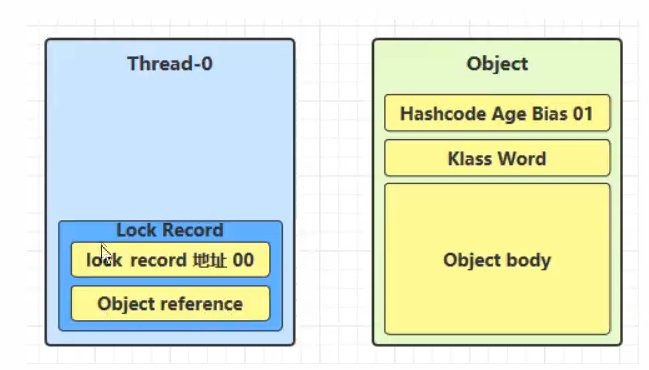 Thread-0
Lock Record
lock record 地址 00
Object reference
Object
Hashcode Age Bias 01
Klass Word
Object body